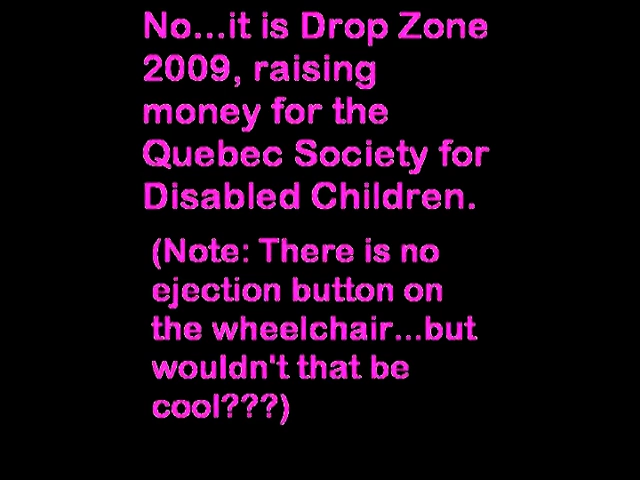 No...it is Drop Zone
2009, raising
money for the
Quebec Society for
Disabled Children.
(Note: There is no
ejection button on
the wheelchair...but
wouldn't that be
cool???)